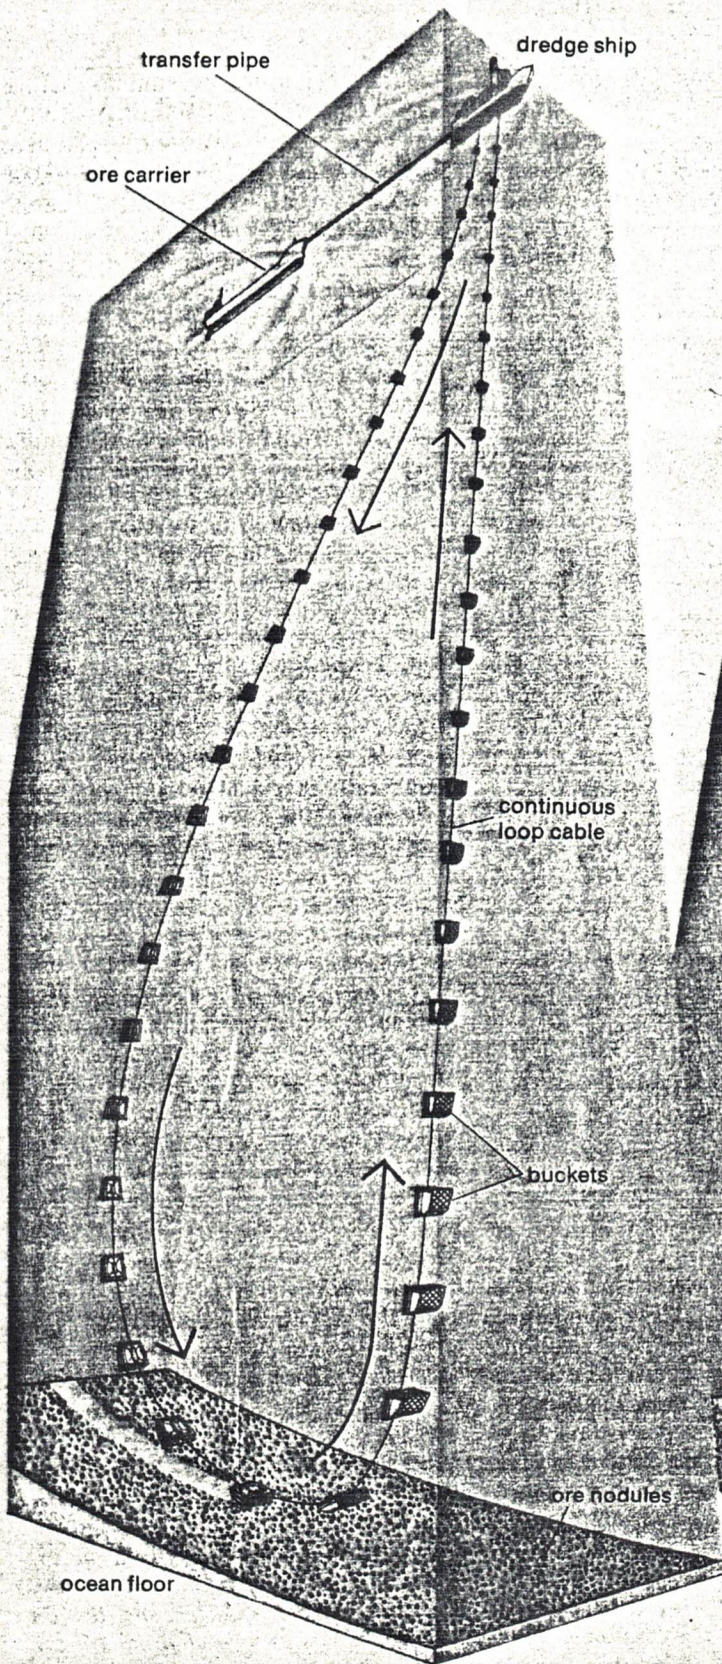 dredge ship
transfer pipe
ore carrier
continuous
loop cable
buckets
ore nodules
ocean floor